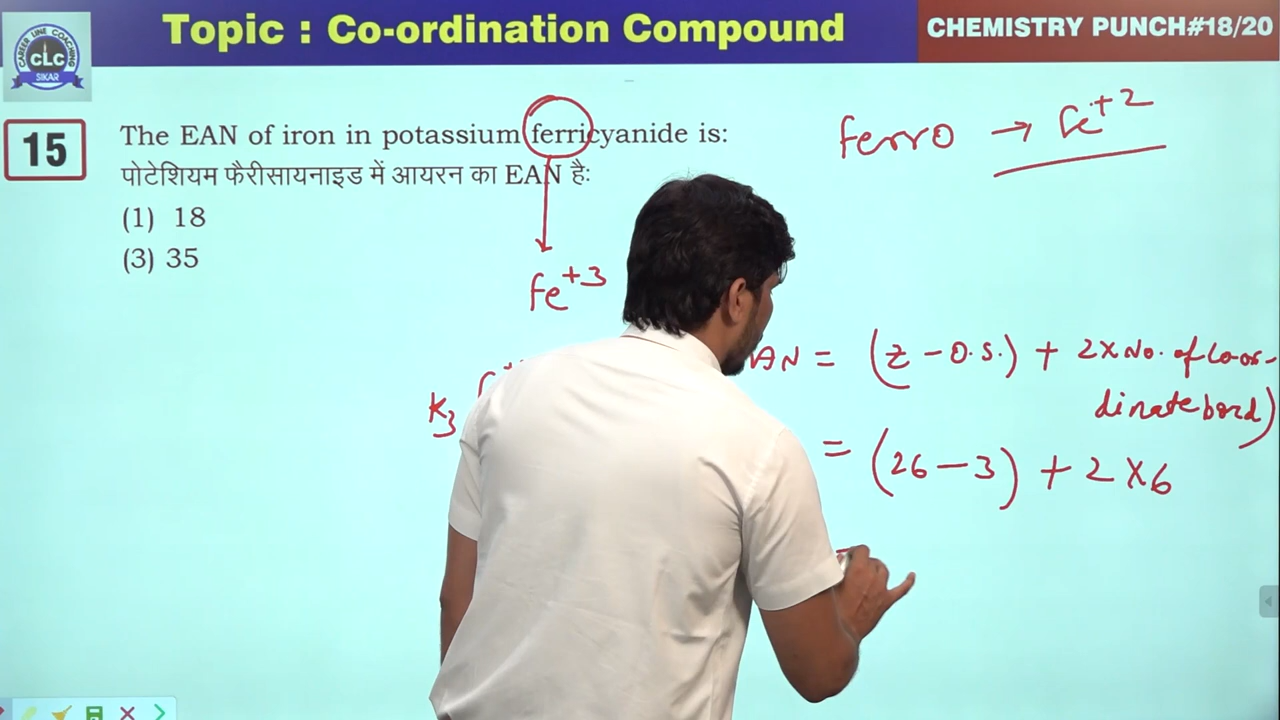 Topic : Co-ordination Compound
CHEMISTRY PUNCH#18/20
CAREER LINE COACHING
CLC
SIKAR
15
The EAN of iron in potassium ferricyanide is:
पोटेशियम फैरीसायनाइड में आयरन का EAN है:
(1) 18
(3) 35
ferro → Fe+2
Fe+3
K3
AN = (Z - O.S.) + 2×No. of Co-or-
dinate bond)
= (26-3) + 2×6